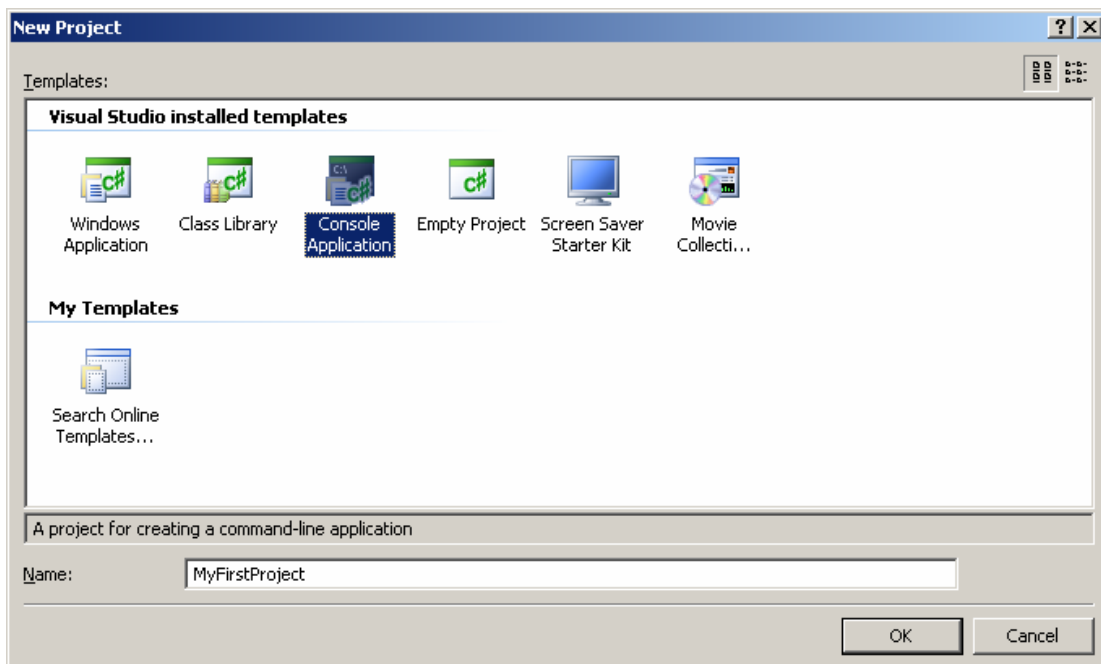 New Project
Templates:
Visual Studio installed templates
Windows Application
Class Library
Console Application
Empty Project
Screen Saver Starter Kit
Movie Collecti...
My Templates
Search Online Templates...
A project for creating a command-line application
Name:
MyFirstProject
OK
Cancel